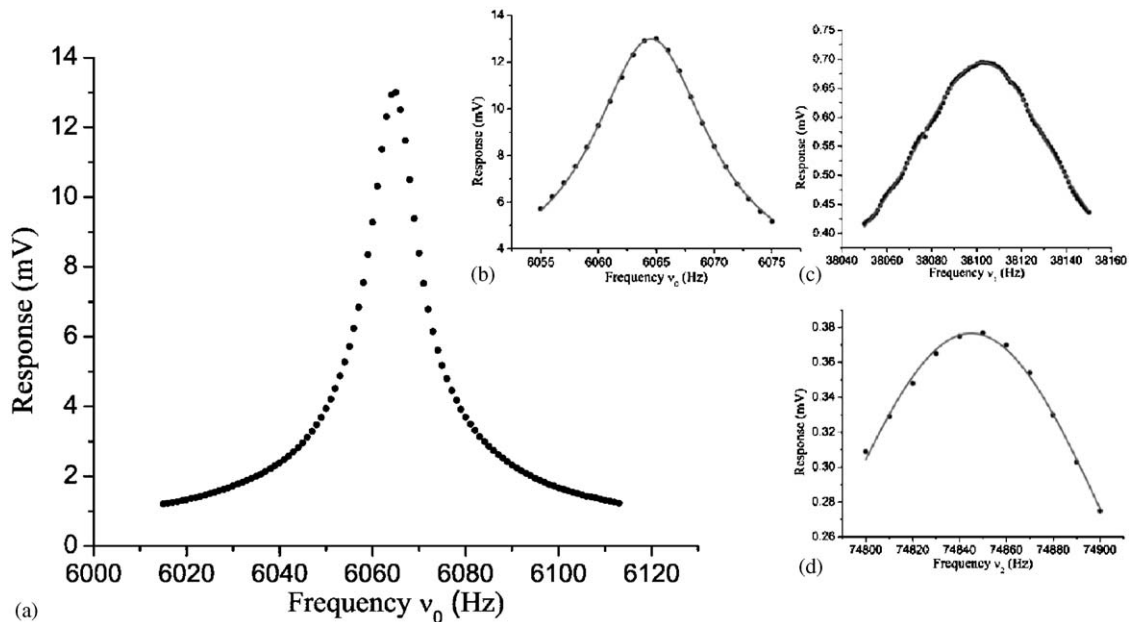 14
12
10
8
6
4
2
0
Response (mV)
6000 6020 6040 6060 6080 6100 6120
Frequency ν0 (Hz)
(a)
14
12
10
8
6
4
Response (mV)
6055 6060 6065 6070 6075
Frequency ν0 (Hz)
(b)
0.75
0.70
0.65
0.60
0.55
0.50
0.45
0.40
Response (mV)
38040 38060 38080 38100 38120 38140 38160
Frequency ν1 (Hz)
(c)
0.38
0.36
0.34
0.32
0.30
0.28
0.26
Response (mV)
74800 74820 74840 74860 74880 74900
Frequency ν2 (Hz)
(d)